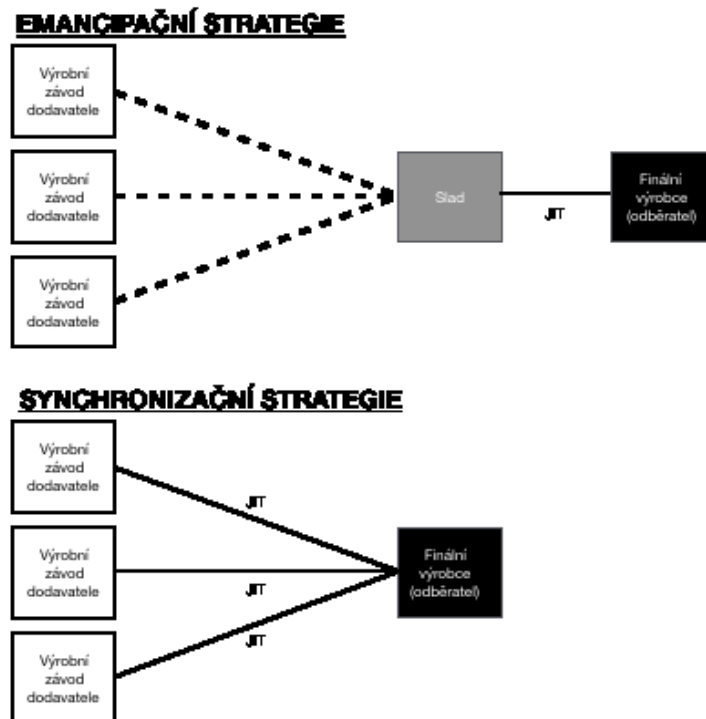 EMANCIPAČNÍ STRATEGIE
Výrobní
závod
dodavatele
Výrobní
závod
dodavatele
Výrobní
závod
dodavatele
Slad
JIT
Finální
výrobce
(odběratel)
SYNCHRONIZAČNÍ STRATEGIE
Výrobní
závod
dodavatele
Výrobní
závod
dodavatele
Výrobní
závod
dodavatele
JIT
JIT
JIT
Finální
výrobce
(odběratel)